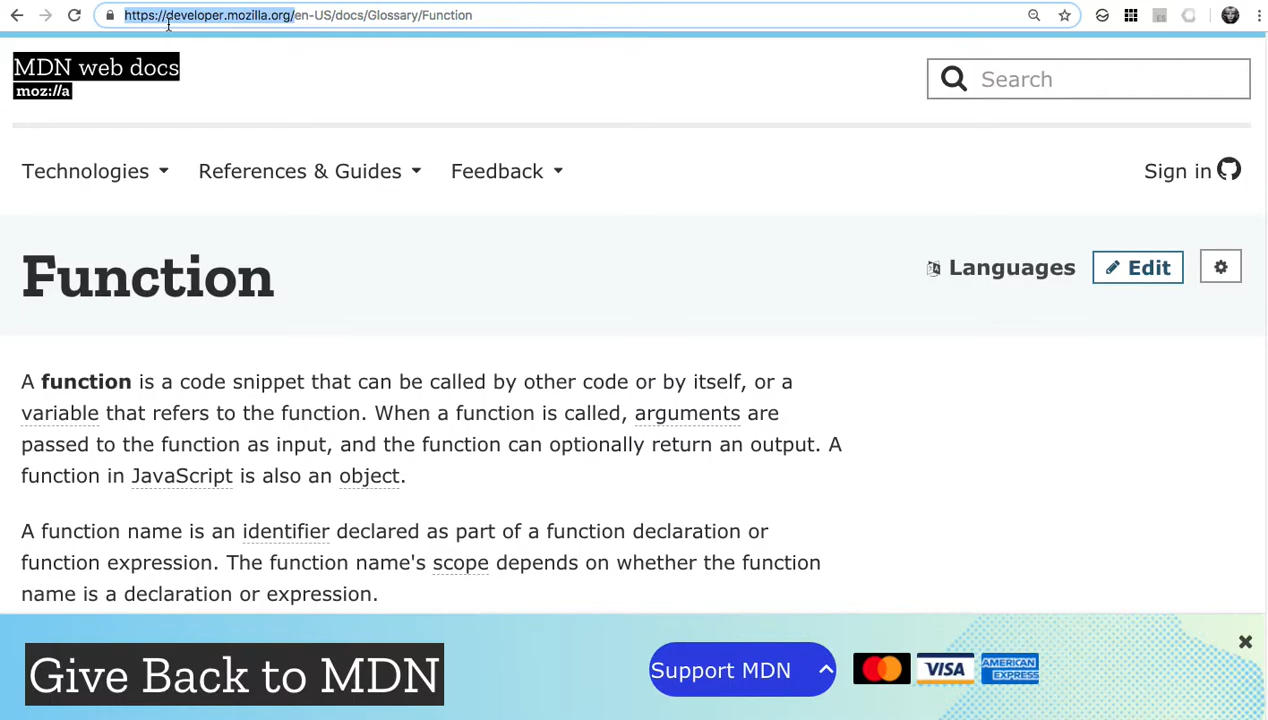 https://developer.mozilla.org/en-US/docs/Glossary/Function
MDN web docs
moz://a
Search
Technologies References & Guides Feedback Sign in
Function
Languages Edit
A function is a code snippet that can be called by other code or by itself, or a
variable that refers to the function. When a function is called, arguments are
passed to the function as input, and the function can optionally return an output. A
function in JavaScript is also an object.
A function name is an identifier declared as part of a function declaration or
function expression. The function name's scope depends on whether the function
name is a declaration or expression.
Give Back to MDN
Support MDN
VISA
AMERICAN
EXPRESS